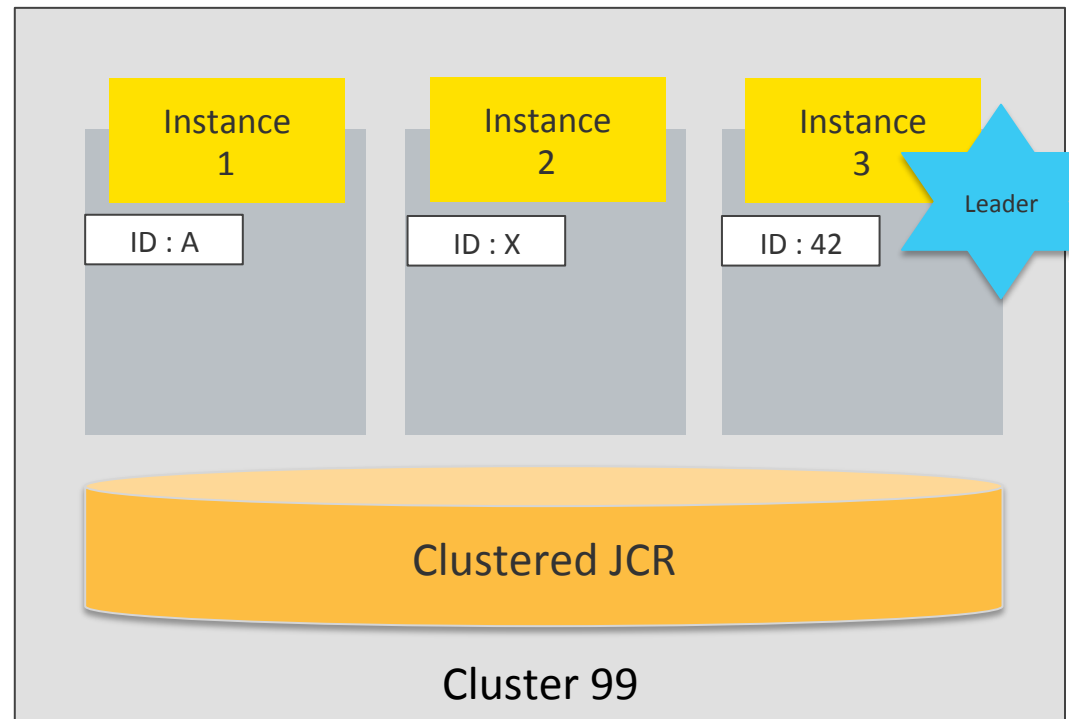 Instance
1
Instance
2
Instance
3
Leader
ID : A
ID : X
ID : 42
Clustered JCR
Cluster 99